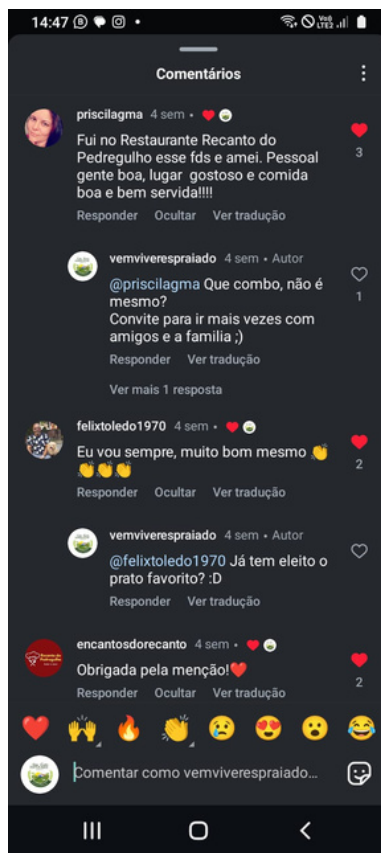 14:47
Comentários
priscilagma 4 sem •
Fui no Restaurante Recanto do
Pedregulho esse fds e amei. Pessoal
gente boa, lugar gostoso e comida
boa e bem servida!!!!
3
Responder Ocultar Ver tradução
vemviverespraiado 4 sem • Autor
@priscilagma Que combo, não é
mesmo?
Convite para ir mais vezes com
amigos e a familia ;)
1
Responder Ver tradução
Ver mais 1 resposta
felixtoledo1970 4 sem •
Eu vou sempre, muito bom mesmo 👏
👏👏👏
2
Responder Ocultar Ver tradução
vemviverespraiado 4 sem • Autor
@felixtoledo1970 Já tem eleito o
prato favorito? :D
Responder Ver tradução
encantosdorecanto 4 sem •
Obrigada pela menção!❤️
2
Responder Ocultar Ver tradução
Comentar como vemviverespraiado...